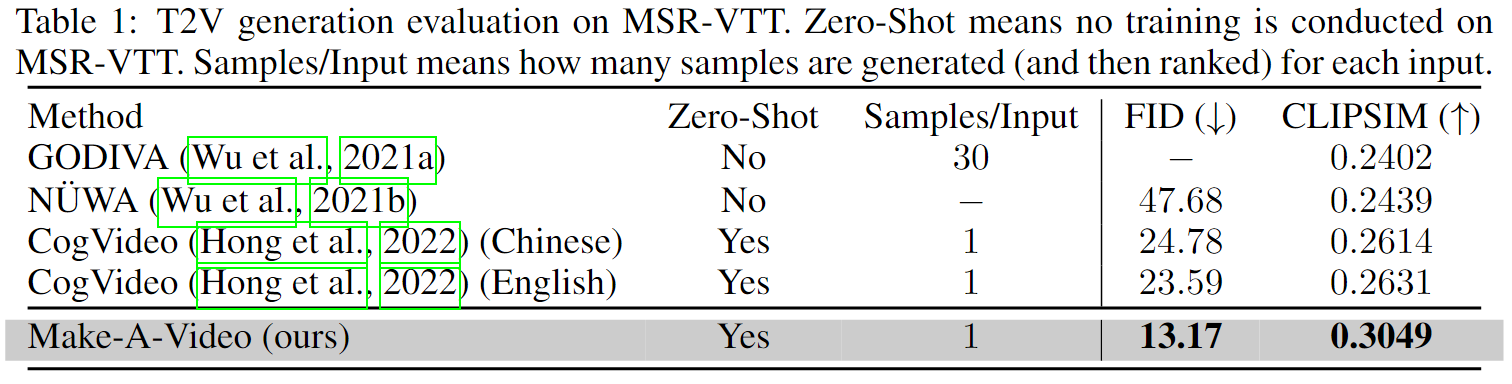 Table 1: T2V generation evaluation on MSR-VTT. Zero-Shot means no training is conducted on
MSR-VTT. Samples/Input means how many samples are generated (and then ranked) for each input.
Method Zero-Shot Samples/Input FID (↓) CLIPSIM (↑)
GODIVA (Wu et al., 2021a) No 30 − 0.2402
NÜWA (Wu et al., 2021b) No − 47.68 0.2439
CogVideo (Hong et al., 2022) (Chinese) Yes 1 24.78 0.2614
CogVideo (Hong et al., 2022) (English) Yes 1 23.59 0.2631
Make-A-Video (ours) Yes 1 13.17 0.3049